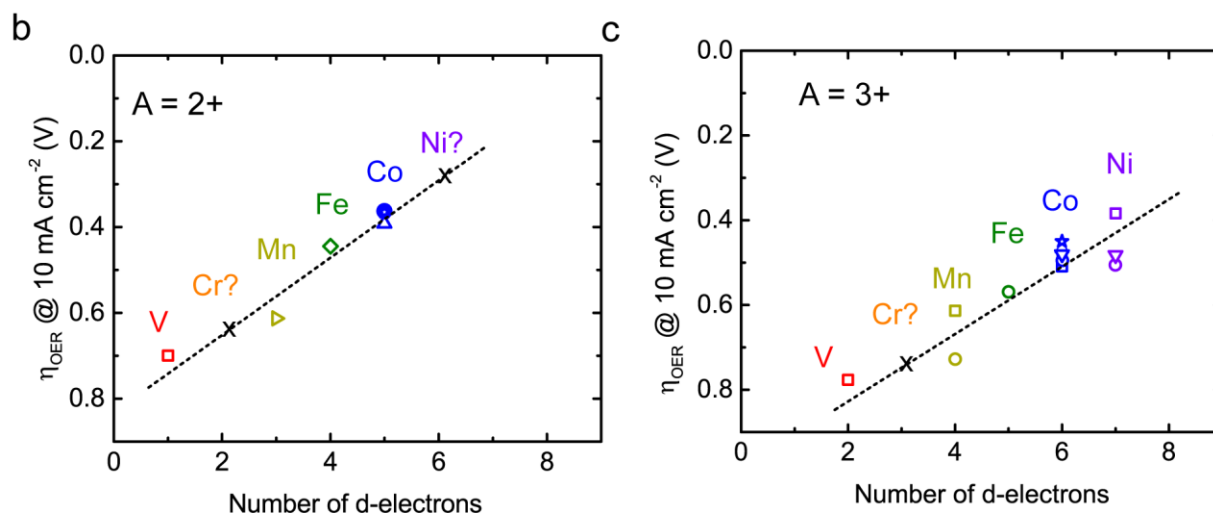 b
A = 2+
0.0
0.2
0.4
0.6
0.8
η_OER @ 10 mA cm⁻² (V)
V
Cr?
Mn
Fe
Co
Ni?
x
x
0
2
4
6
8
Number of d-electrons
c
A = 3+
0.0
0.2
0.4
0.6
0.8
η_OER @ 10 mA cm⁻² (V)
V
Cr?
Mn
Fe
Co
Ni
x
0
2
4
6
8
Number of d-electrons